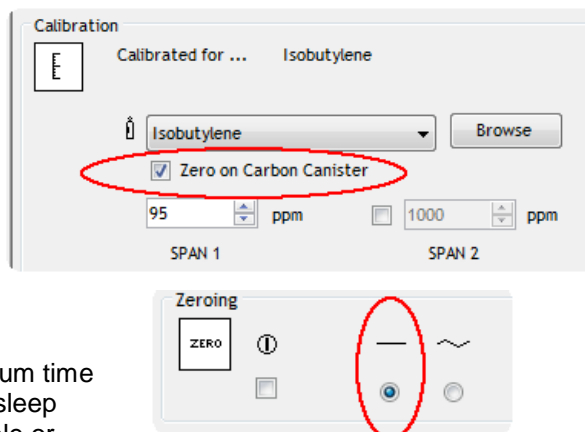 Calibration
Calibrated for ... Isobutylene
Isobutylene Browse
Zero on Carbon Canister
95 ppm 1000 ppm
SPAN 1 SPAN 2
Zeroing
ZERO
um time
sleep